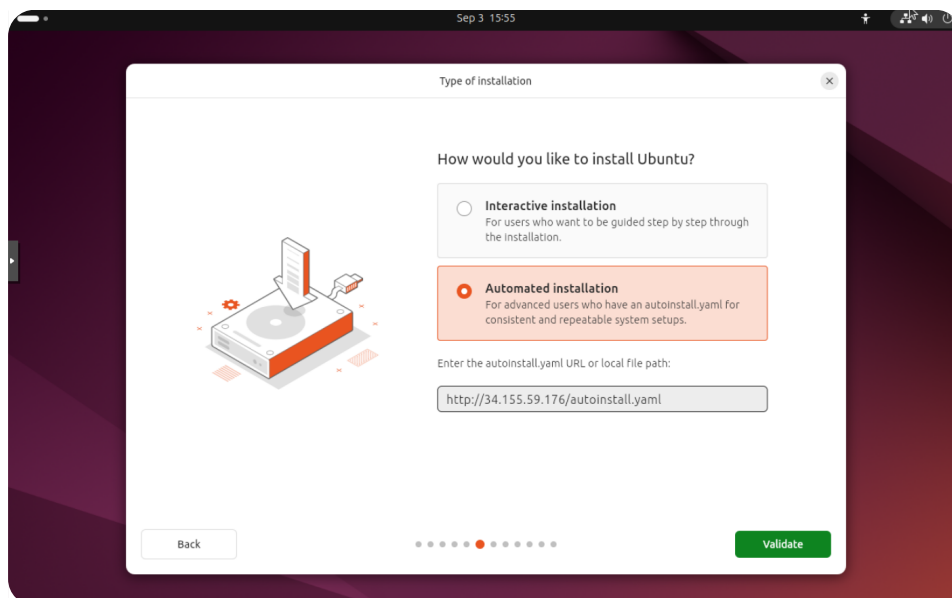 Sep 3 15:55
Type of installation
How would you like to install Ubuntu?
Interactive installation
For users who want to be guided step by step through
the installation.
Automated installation
For advanced users who have an autoinstall.yaml for
consistent and repeatable system setups.
Enter the autoinstall.yaml URL or local file path:
http://34.155.59.176/autoinstall.yaml
Back
Validate